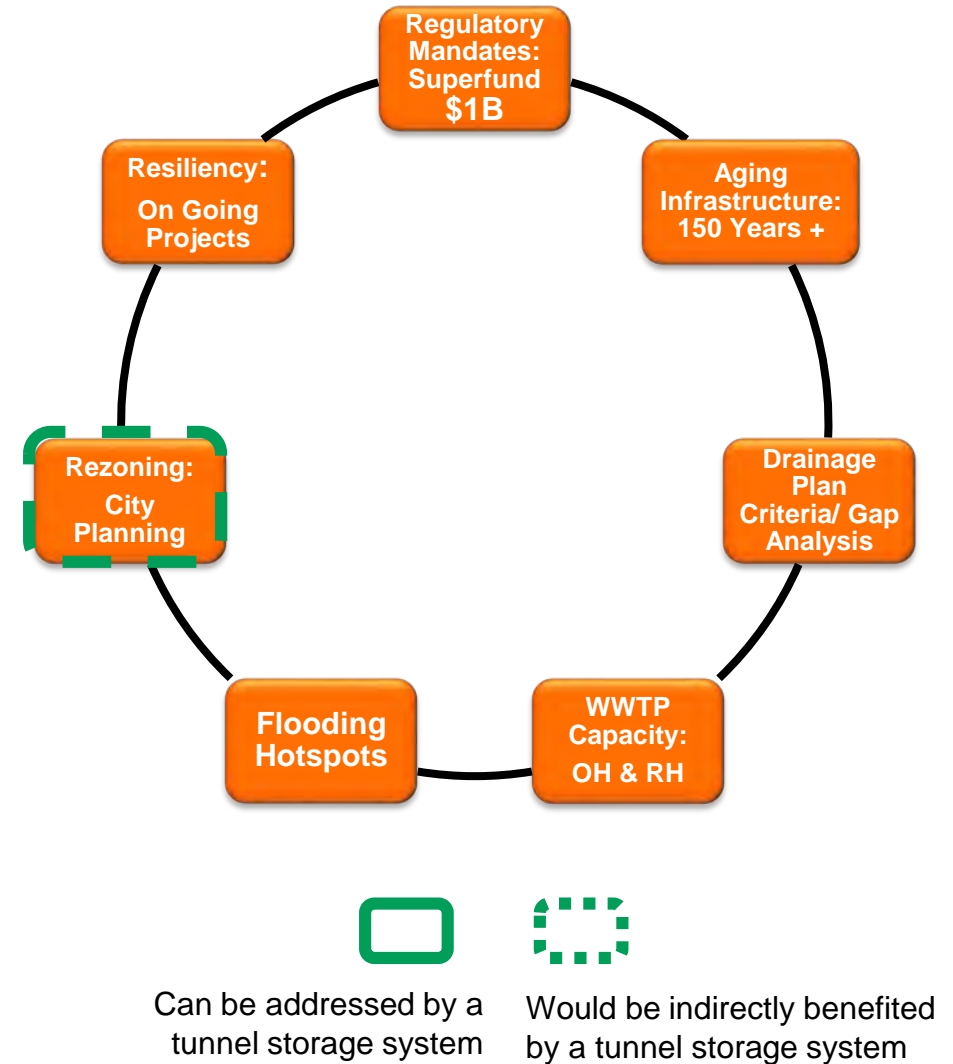 Regulatory
Mandates:
Superfund
$1B
Aging
Infrastructure:
150 Years +
Drainage
Plan
Criteria/ Gap
Analysis
WWTP
Capacity:
OH & RH
Flooding
Hotspots
Rezoning:
City
Planning
Resiliency:
On Going
Projects
Can be addressed by a
tunnel storage system
Would be indirectly benefited
by a tunnel storage system